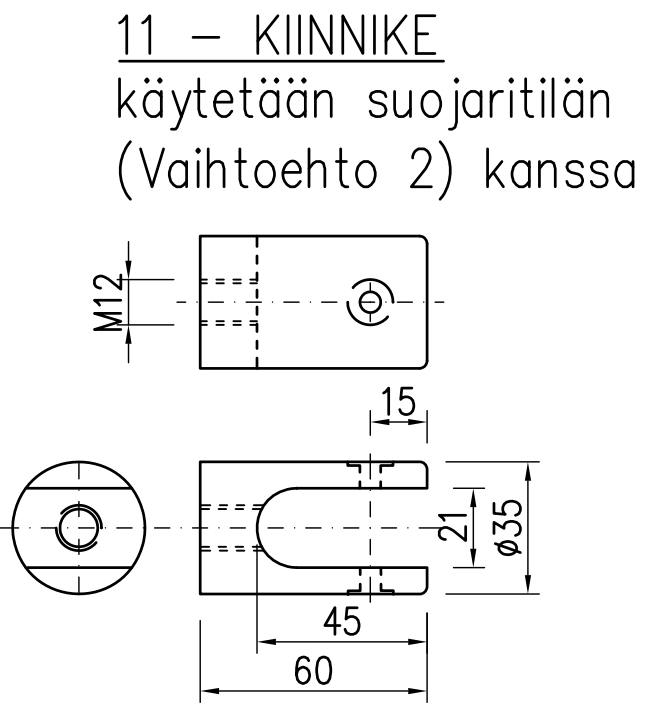 11 – KIINNIKE
käytetään suojaritilän
(Vaihtoehto 2) kanssa
M12
15
21
ø35
45
60